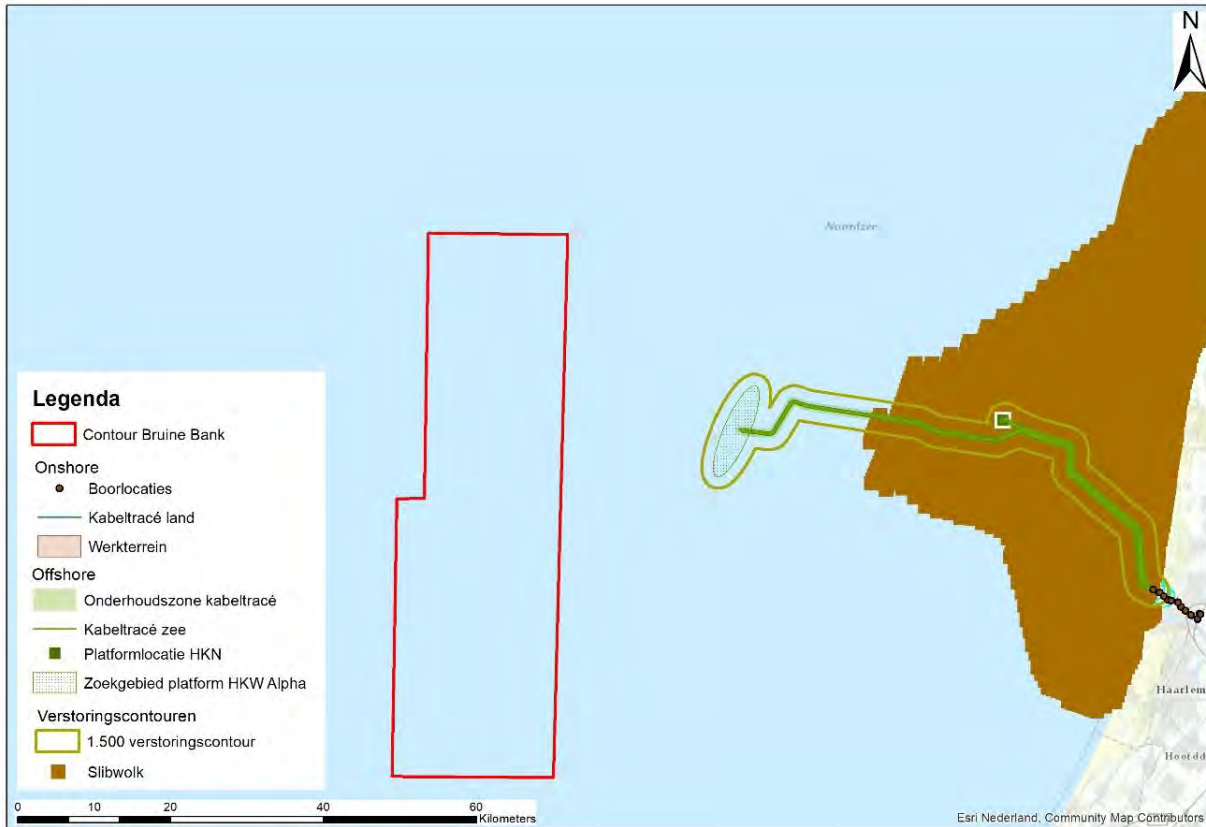 N
Noordzee
Legenda
Contour Bruine Bank
Onshore
Boorlocaties
Kabeltracé land
Werkterrein
Offshore
Onderhoudszone kabeltracé
Kabeltracé zee
Platformlocatie HKN
Zoekgebied platform HKW Alpha
Verstoringscontouren
1.500 verstoringscontour
Slibwolk
Haarlem
Hoofdd
0 10 20 40 60
Kilometers
Esri Nederland, Community Map Contributors